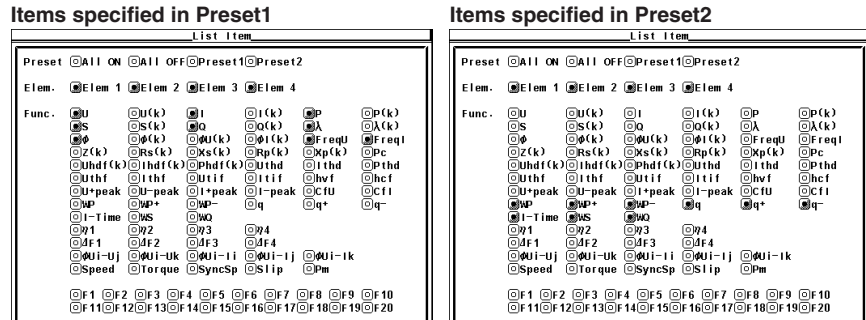 Items specified in Preset1
List Item
Preset All ON All OFF Preset1 Preset2
Elem. Elem 1 Elem 2 Elem 3 Elem 4
Func. U U(k) I I(k) P P(k)
S S(k) Q Q(k) λ λ(k)
ϕ ϕ(k) ϕU(k) ϕI(k) FreqU FreqI
Z(k) Rs(k) Xs(k) Rp(k) Xp(k) Pc
Uhdf(k) Ihdf(k) Phdf(k) Uthd Ithd Pthd
Uthf Ithf Utif Itif hvf hcf
U+peak U-peak I+peak I-peak CfU CfI
WP WP+ WP- q q+ q-
I-Time WS WQ
η1 η2 η3 η4
ΔF1 ΔF2 ΔF3 ΔF4
ϕUi-Uj ϕUi-Uk ϕUi-Ii ϕUi-Ij ϕUi-Ik
Speed Torque SyncSp Slip Pm
F1 F2 F3 F4 F5 F6 F7 F8 F9 F10
F11 F12 F13 F14 F15 F16 F17 F18 F19 F20
Items specified in Preset2
List Item
Preset All ON All OFF Preset1 Preset2
Elem. Elem 1 Elem 2 Elem 3 Elem 4
Func. U U(k) I I(k) P P(k)
S S(k) Q Q(k) λ λ(k)
ϕ ϕ(k) ϕU(k) ϕI(k) FreqU FreqI
Z(k) Rs(k) Xs(k) Rp(k) Xp(k) Pc
Uhdf(k) Ihdf(k) Phdf(k) Uthd Ithd Pthd
Uthf Ithf Utif Itif hvf hcf
U+peak U-peak I+peak I-peak CfU CfI
WP WP+ WP- q q+ q-
I-Time WS WQ
η1 η2 η3 η4
ΔF1 ΔF2 ΔF3 ΔF4
ϕUi-Uj ϕUi-Uk ϕUi-Ii ϕUi-Ij ϕUi-Ik
Speed Torque SyncSp Slip Pm
F1 F2 F3 F4 F5 F6 F7 F8 F9 F10
F11 F12 F13 F14 F15 F16 F17 F18 F19 F20